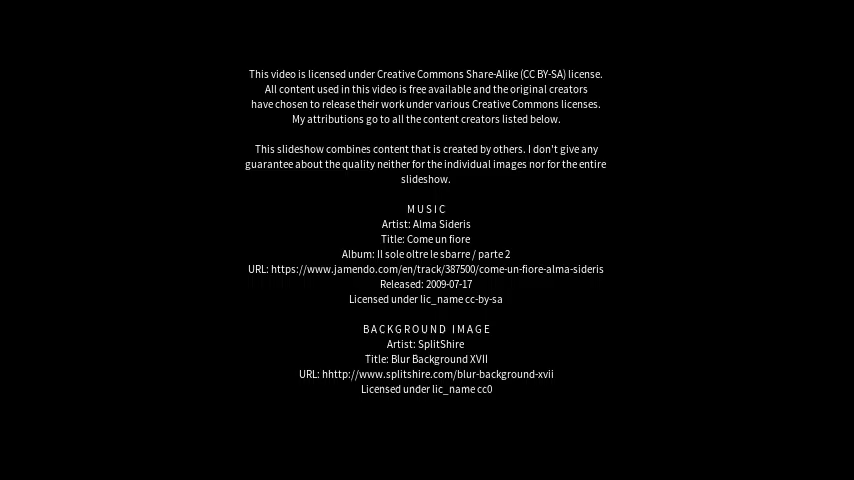 This video is licensed under Creative Commons Share-Alike (CC BY-SA) license.
All content used in this video is free available and the original creators
have chosen to release their work under various Creative Commons licenses.
My attributions go to all the content creators listed below.
This slideshow combines content that is created by others. I don't give any
guarantee about the quality neither for the individual images nor for the entire
slideshow.
MUSIC
Artist: Alma Sideris
Title: Come un fiore
Album: Il sole oltre le sbarre / parte 2
URL: https://www.jamendo.com/en/track/387500/come-un-fiore-alma-sideris
Released: 2009-07-17
Licensed under lic_name cc-by-sa
BACKGROUND IMAGE
Artist: SplitShire
Title: Blur Background XVII
URL: hhttp://www.splitshire.com/blur-background-xvii
Licensed under lic_name cc0